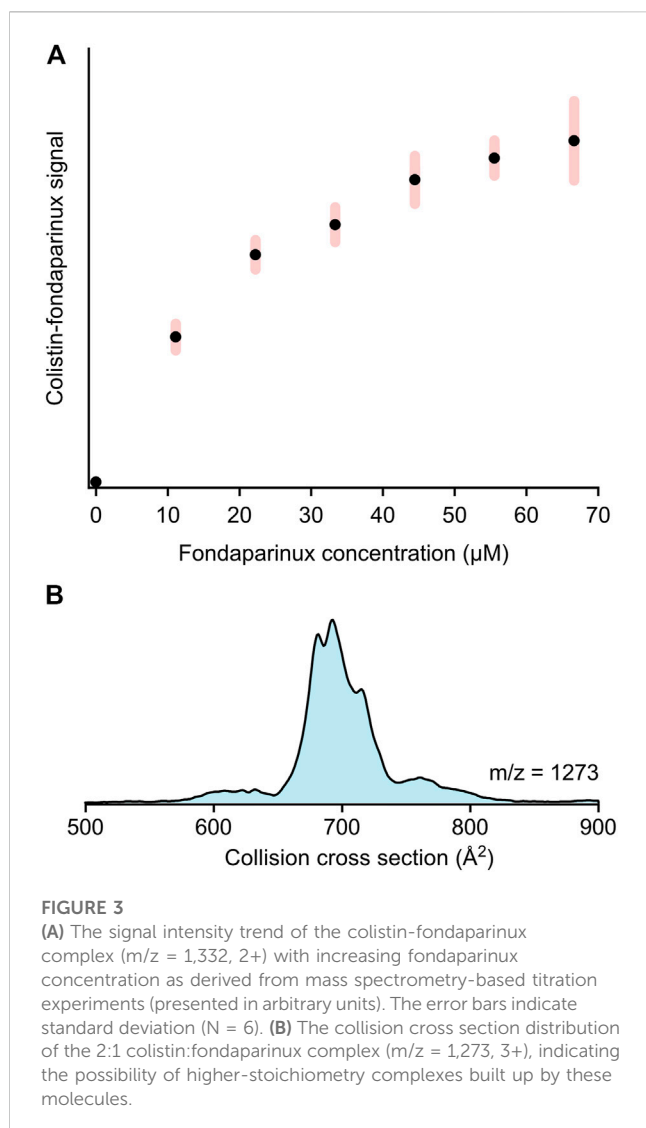 A
Colistin-fondaparinux signal
0 10 20 30 40 50 60 70
Fondaparinux concentration (µM)
B
m/z = 1273
500 600 700 800 900
Collision cross section (Å²)
FIGURE 3
(A) The signal intensity trend of the colistin-fondaparinux
complex (m/z = 1,332, 2+) with increasing fondaparinux
concentration as derived from mass spectrometry-based titration
experiments (presented in arbitrary units). The error bars indicate
standard deviation (N = 6). (B) The collision cross section distribution
of the 2:1 colistin:fondaparinux complex (m/z = 1,273, 3+), indicating
the possibility of higher-stoichiometry complexes built up by these
molecules.